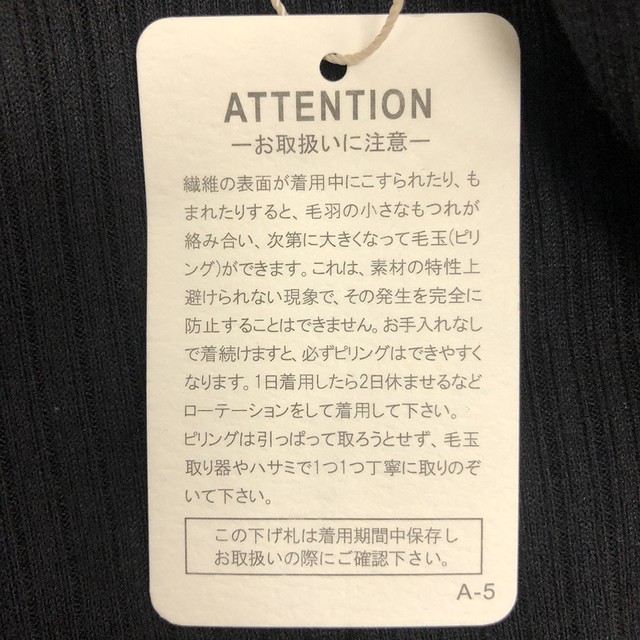 ATTENTION
―お取扱いに注意―
繊維の表面が着用中にこすられたり、も
まれたりすると、毛羽の小さなもつれが
絡み合い、次第に大きくなって毛玉(ピリ
ング)ができます。これは、素材の特性上
避けられない現象で、その発生を完全に
防止することはできません。お手入れなし
で着続けますと、必ずピリングはできやすく
なります。1日着用したら2日休ませるなど
ローテーションをして着用して下さい。
ピリングは引っぱって取ろうとせず、毛玉
取り器やハサミで1つ1つ丁寧に取りのぞ
いて下さい。
この下げ札は着用期間中保存し
お取扱いの際にご確認下さい。
A-5